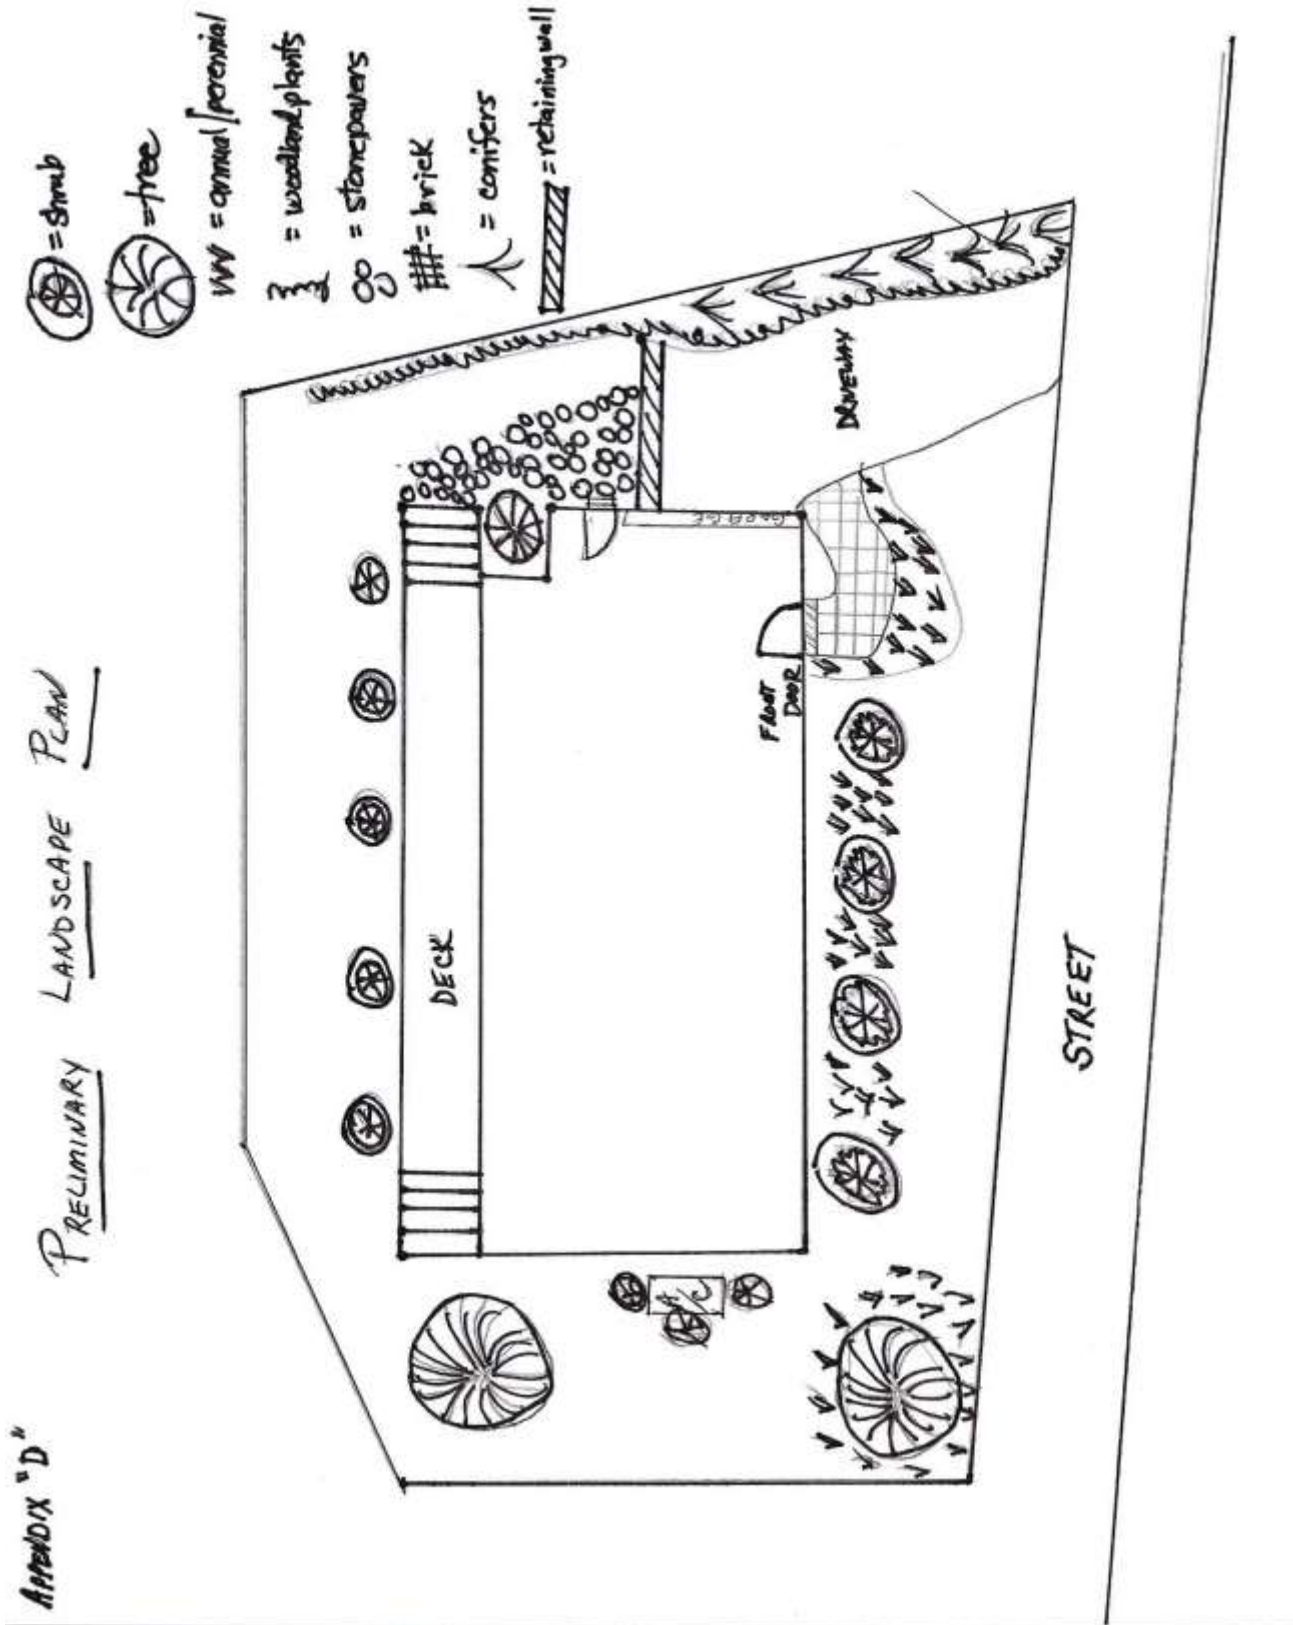 APPENDIX "D"
PRELIMINARY LANDSCAPE PLAN
= shrub
= tree
= annual/perennial
= woodland plants
= stonepavers
= brick
= conifers
= retaining wall
DECK
GARAGE
DRIVEWAY
FRONT
DOOR
A/C
STREET